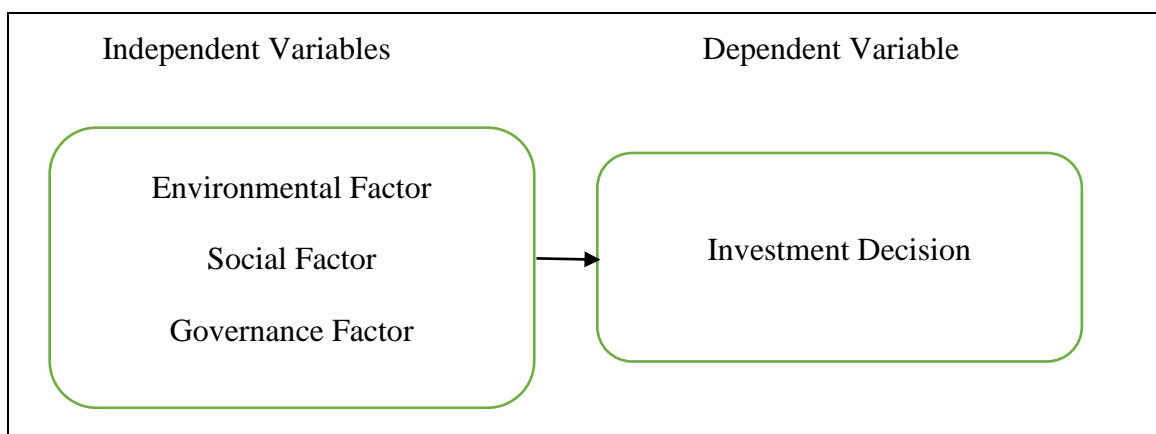 Independent Variables
Dependent Variable
Environmental Factor
Social Factor
Governance Factor
Investment Decision